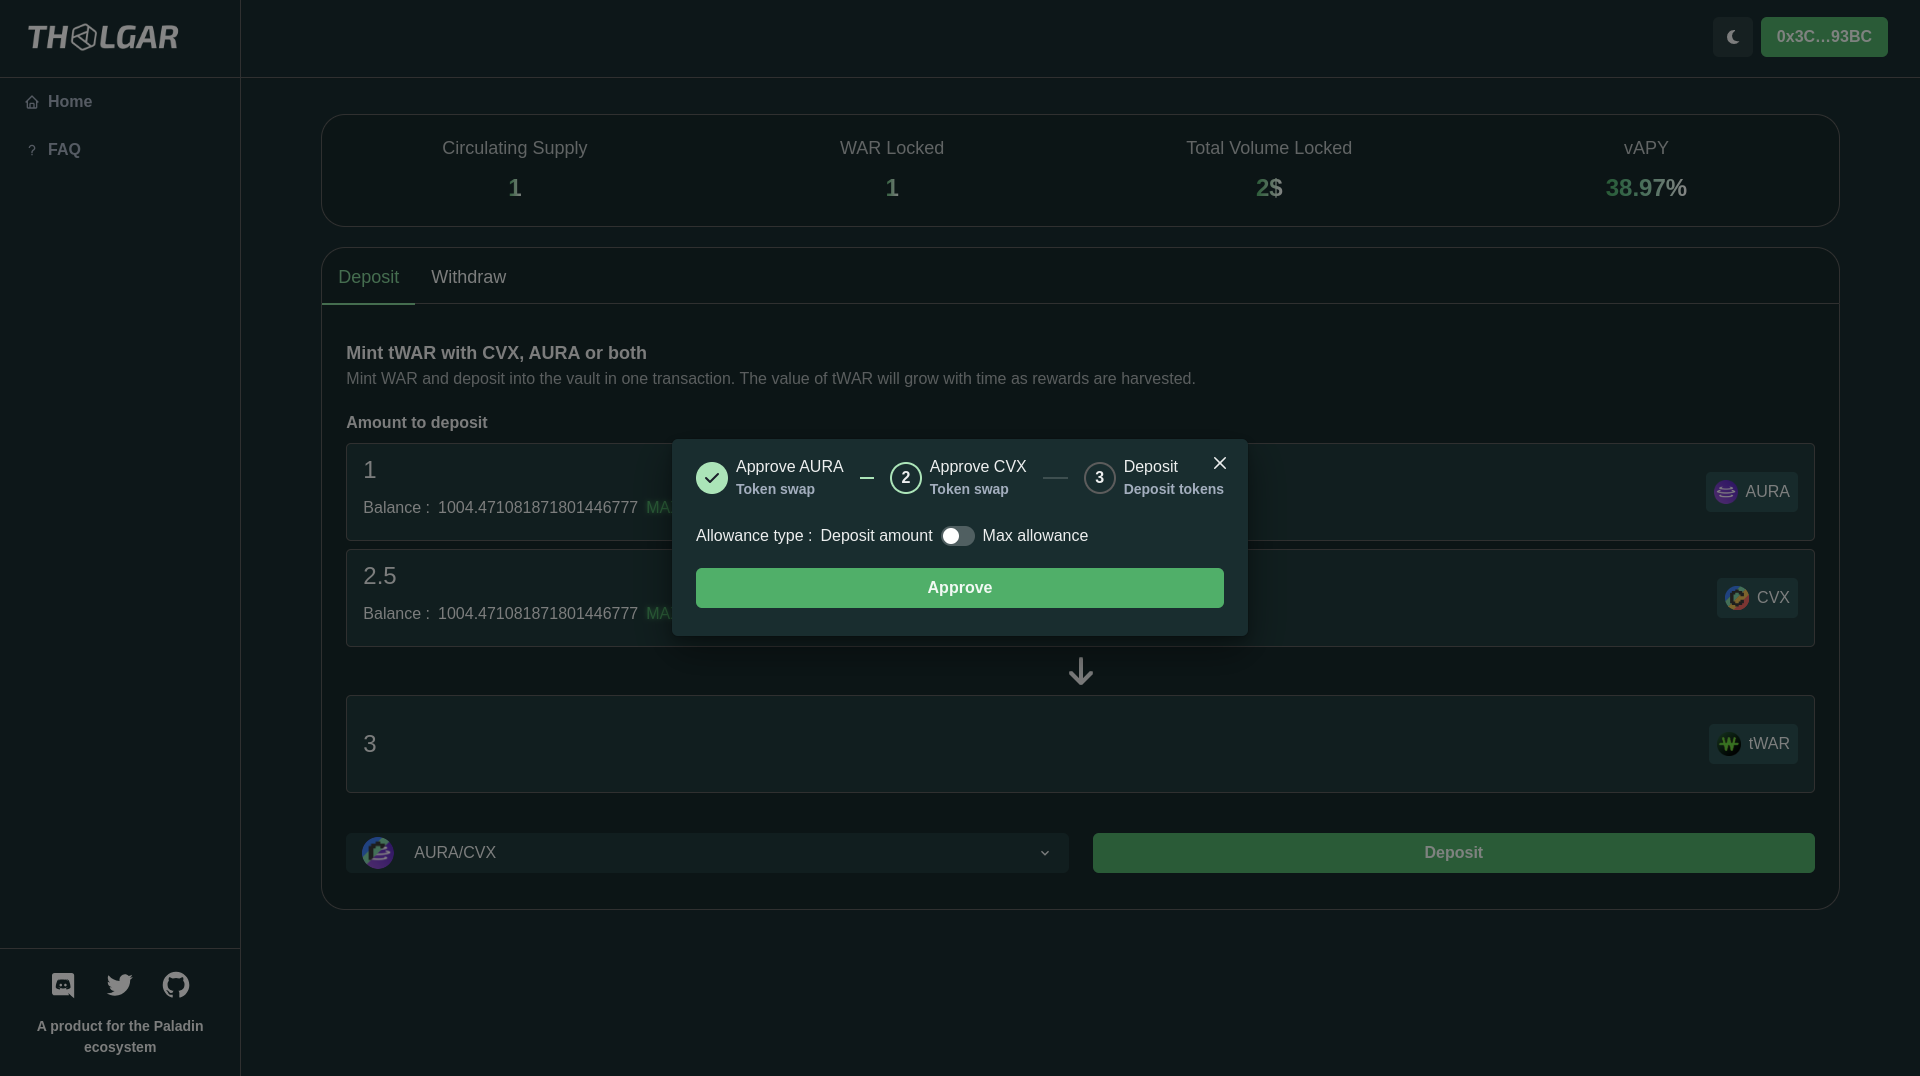 THOLGAR
0x3C...93BC
Home
FAQ
Circulating Supply
1
WAR Locked
1
Total Volume Locked
2$
vAPY
38.97%
Deposit
Withdraw
Mint tWAR with CVX, AURA or both
Mint WAR and deposit into the vault in one transaction. The value of tWAR will grow with time as rewards are harvested.
Amount to deposit
1
Balance : 1004.471081871801446777
AURA
2.5
Balance : 1004.471081871801446777
CVX
Approve AURA
Token swap
2
Approve CVX
Token swap
3
Deposit
Deposit tokens
Allowance type : Deposit amount Max allowance
Approve
3
tWAR
AURA/CVX
Deposit
A product for the Paladin
ecosystem